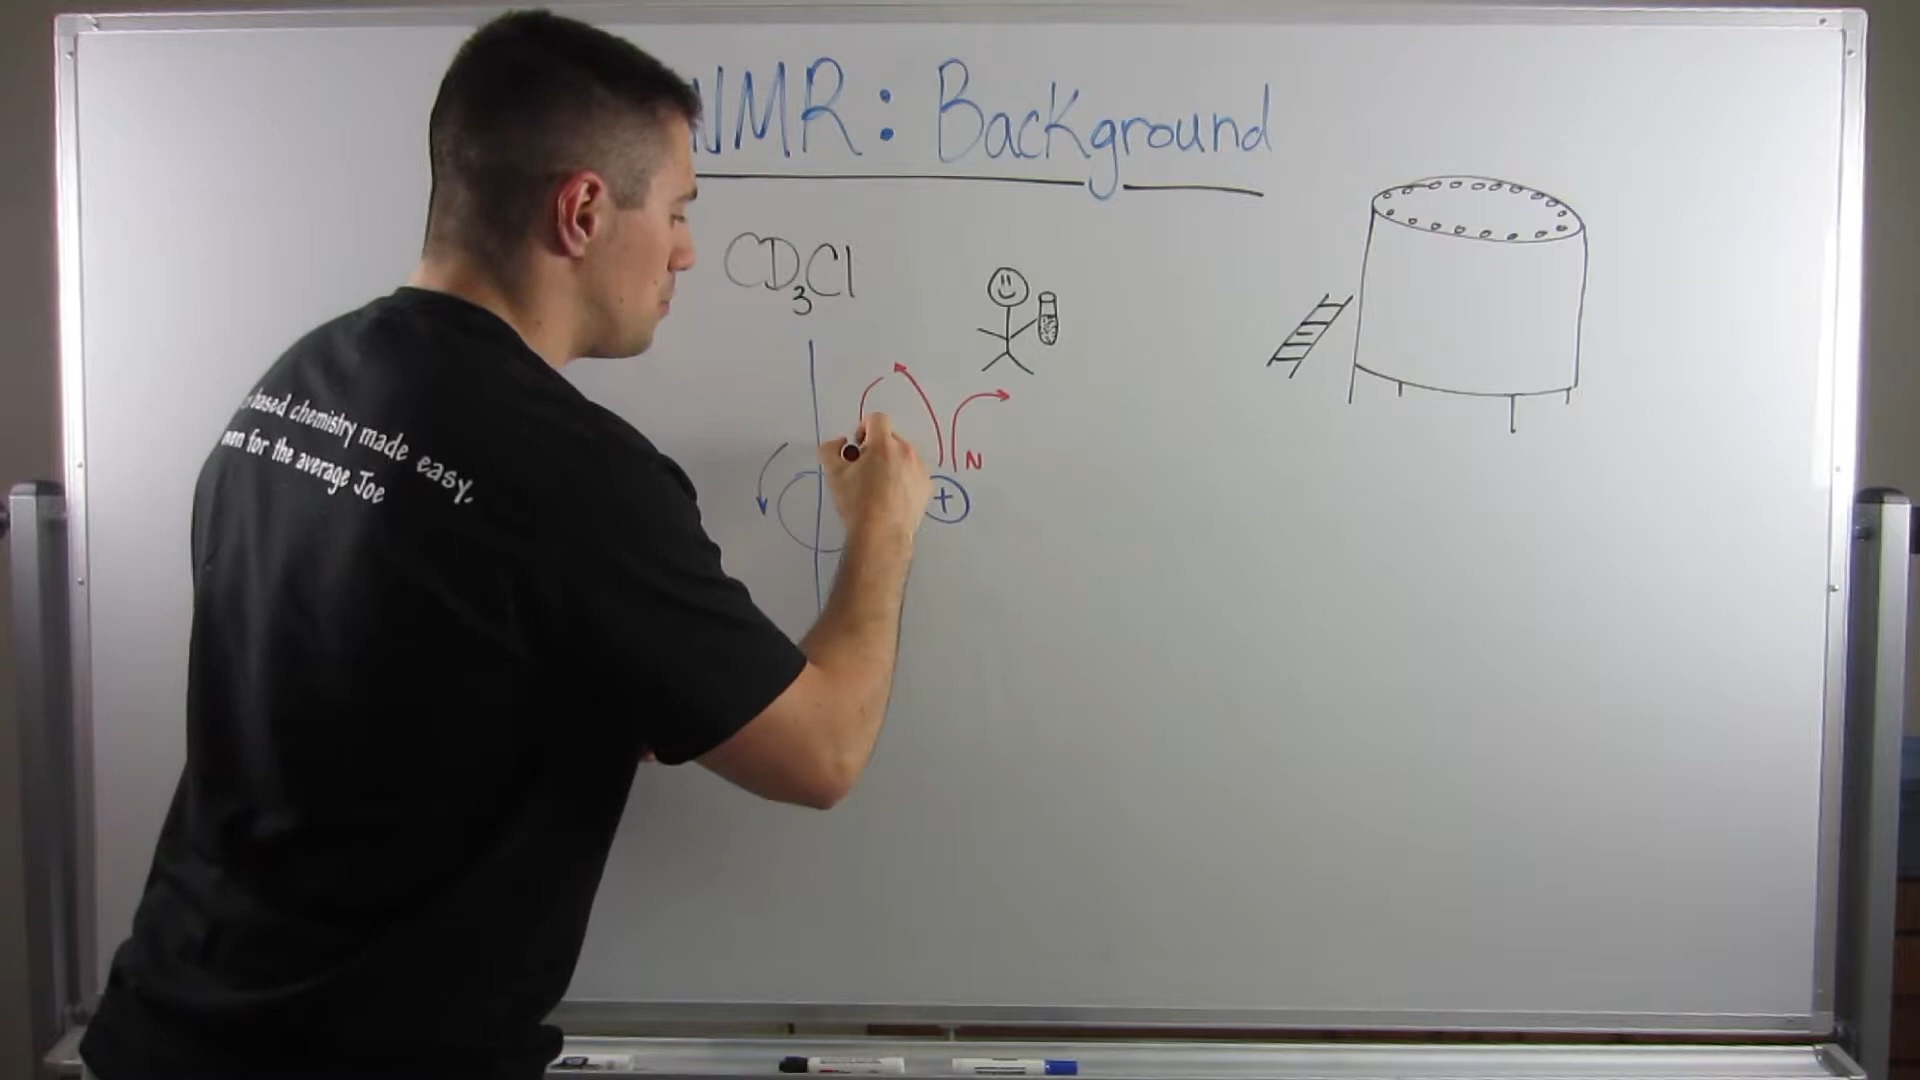 NMR: Background
CD3Cl
N
+
based chemistry made easy,
for the average Joe